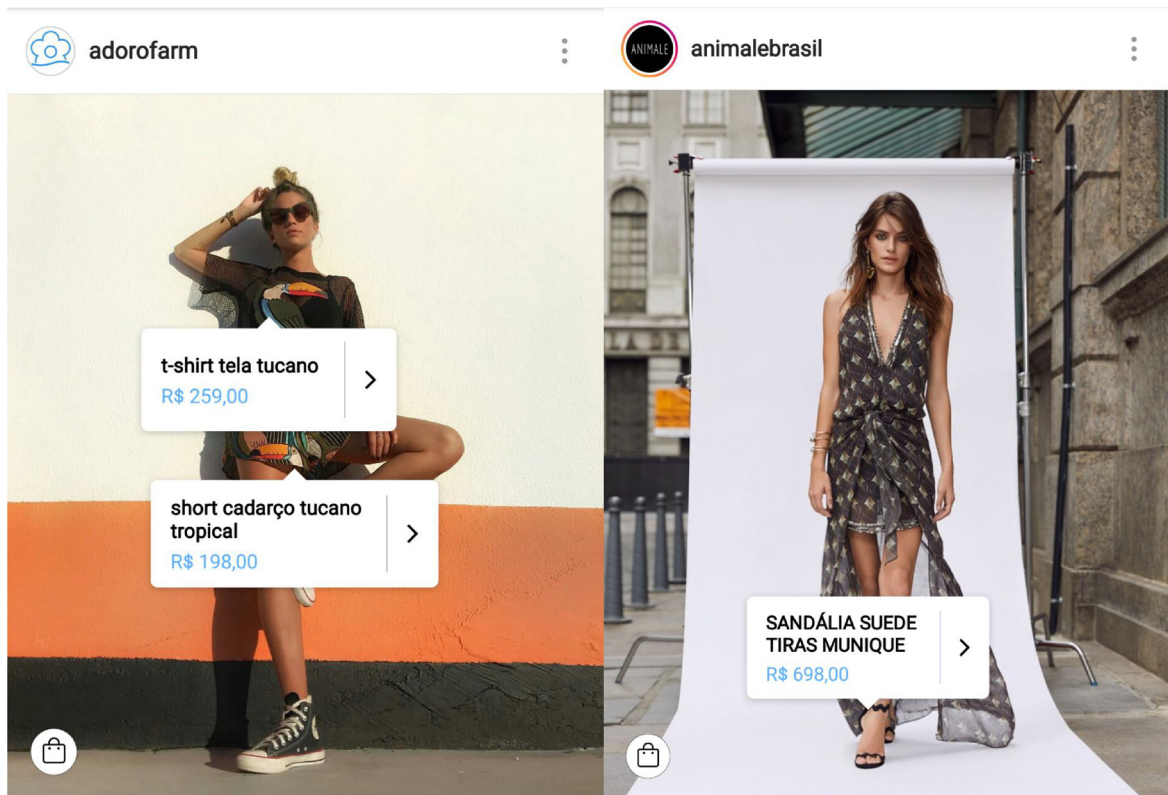 adorofarm
t-shirt tela tucano
R$ 259,00
short cadarço tucano
tropical
R$ 198,00
ANIMALE
animalebrasil
SANDÁLIA SUEDE
TIRAS MUNIQUE
R$ 698,00